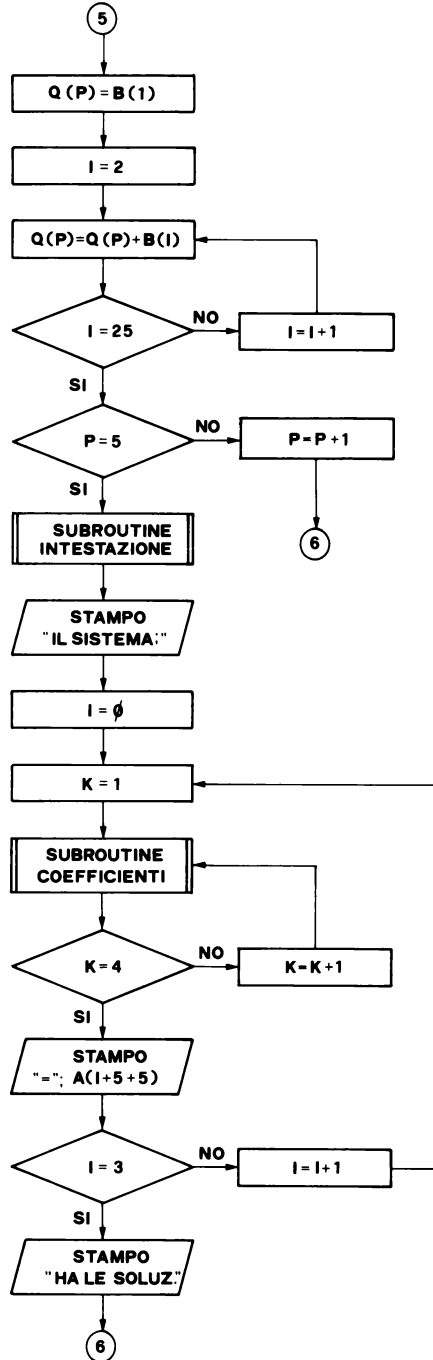 5
Q(P)=B(1)
I=2
Q(P)=Q(P)+B(I)
I=25
NO
I=I+1
SI
P=5
NO
P=P+1
SI
6
SUBROUTINE
INTESTAZIONE
STAMPO
"IL SISTEMA:"
I=Ø
K=1
SUBROUTINE
COEFFICIENTI
K=4
NO
K=K+1
SI
STAMPO
"="; A(I+5+5)
I=3
NO
I=I+1
SI
STAMPO
"HA LE SOLUZ."
6